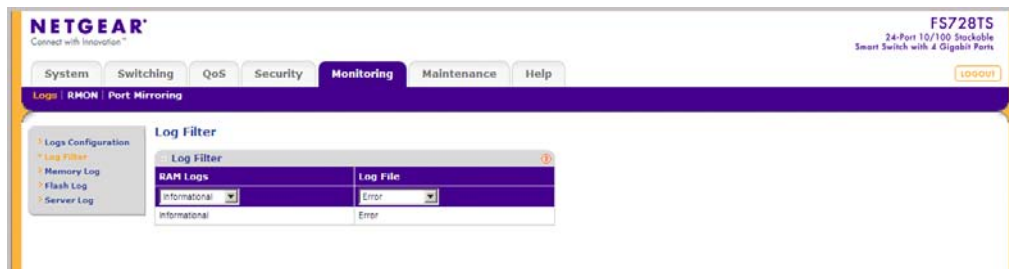 NETGEAR
Connect with Innovation™
FS728TS
24-Port 10/100 Stackable
Smart Switch with 4 Gigabit Ports
System Switching QoS Security Monitoring Maintenance Help
LOGOUT
Logs | RMON | Port Mirroring
Logs Configuration
Log Filter
Memory Log
Flash Log
Server Log
Log Filter
Log Filter
RAM Logs Log File
Informational Error
Informational Error